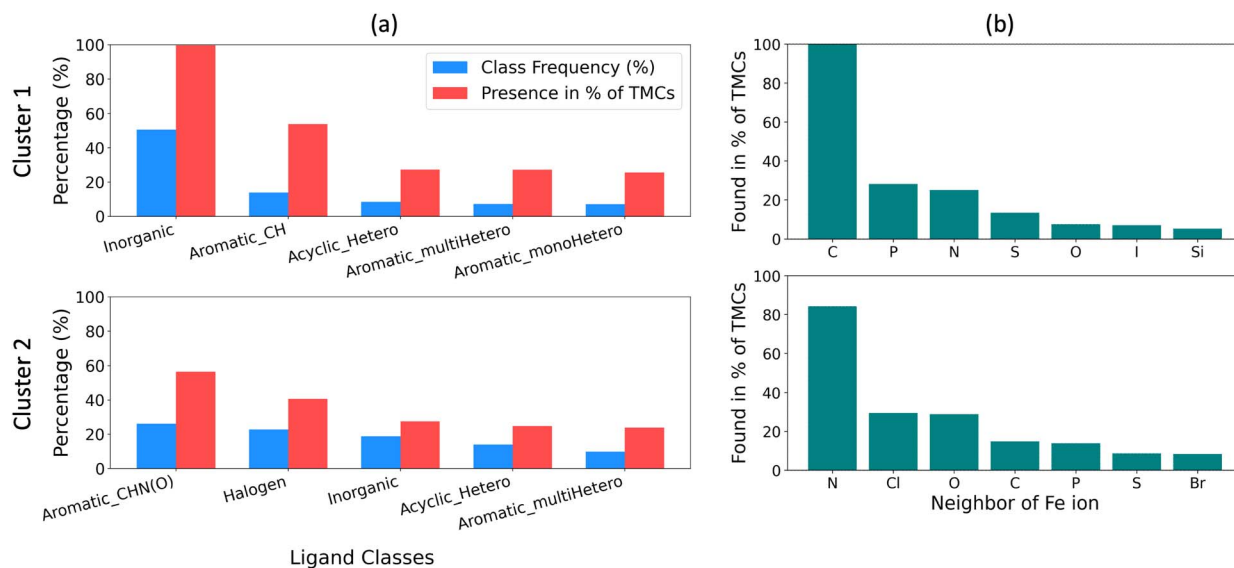 (a)
Cluster 1
Percentage (%)
100
80
60
40
20
0
Class Frequency (%)
Presence in % of TMCs
Inorganic
Aromatic_CH
Acyclic_Hetero
Aromatic_multiHetero
Aromatic_monoHetero
Cluster 2
Percentage (%)
100
80
60
40
20
0
Aromatic_CHN(O)
Halogen
Inorganic
Acyclic_Hetero
Aromatic_multiHetero
Ligand Classes
(b)
Found in % of TMCs
100
80
60
40
20
0
C P N S O I Si
Found in % of TMCs
100
80
60
40
20
0
N Cl O C P S Br
Neighbor of Fe ion